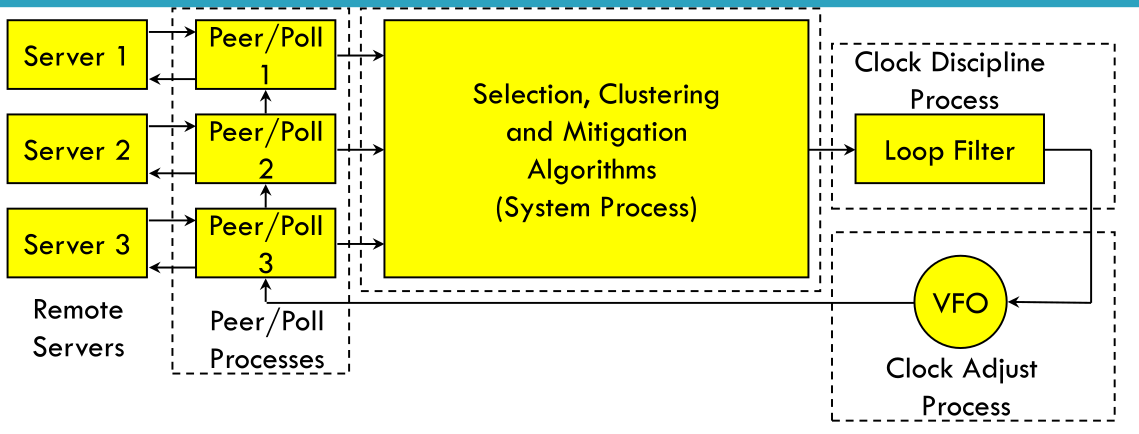 Server 1
Peer/Poll
1
Server 2
Peer/Poll
2
Server 3
Peer/Poll
3
Remote
Servers
Peer/Poll
Processes
Selection, Clustering
and Mitigation
Algorithms
(System Process)
Clock Discipline
Process
Loop Filter
VFO
Clock Adjust
Process